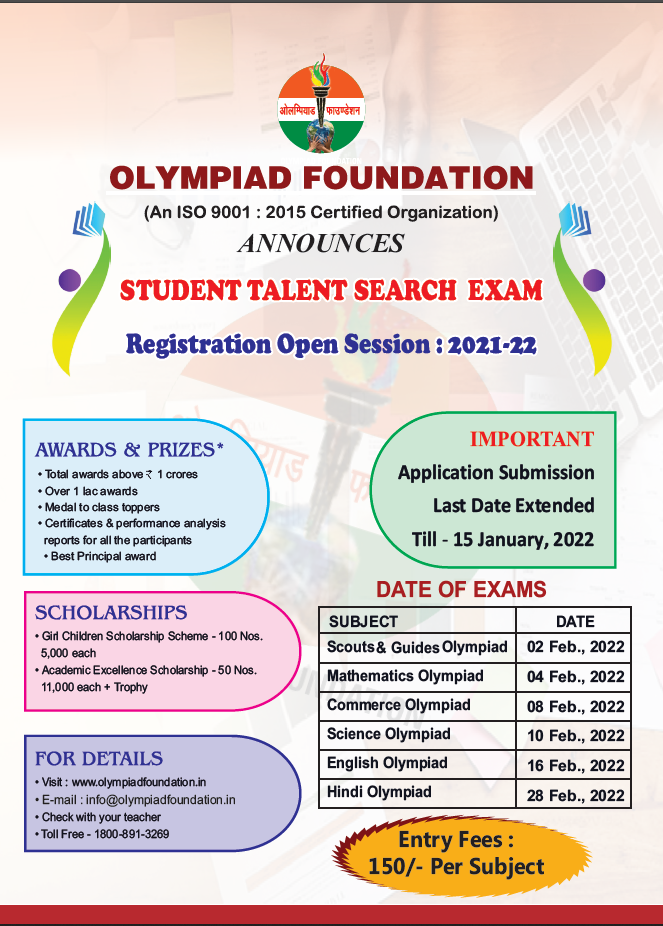 ओलम्पियाड फाउण्डेशन
OLYMPIAD FOUNDATION
(An ISO 9001 : 2015 Certified Organization)
ANNOUNCES
STUDENT TALENT SEARCH EXAM
Registration Open Session : 2021-22
AWARDS & PRIZES*
• Total awards above ₹ 1 crores
• Over 1 lac awards
• Medal to class toppers
• Certificates & performance analysis
reports for all the participants
• Best Principal award
IMPORTANT
Application Submission
Last Date Extended
Till - 15 January, 2022
SCHOLARSHIPS
• Girl Children Scholarship Scheme - 100 Nos.
5,000 each
• Academic Excellence Scholarship - 50 Nos.
11,000 each + Trophy
FOR DETAILS
• Visit : www.olympiadfoundation.in
• E-mail : info@olympiadfoundation.in
• Check with your teacher
• Toll Free - 1800-891-3269
DATE OF EXAMS
SUBJECT DATE
Scouts & Guides Olympiad 02 Feb., 2022
Mathematics Olympiad 04 Feb., 2022
Commerce Olympiad 08 Feb., 2022
Science Olympiad 10 Feb., 2022
English Olympiad 16 Feb., 2022
Hindi Olympiad 28 Feb., 2022
Entry Fees :
150/- Per Subject